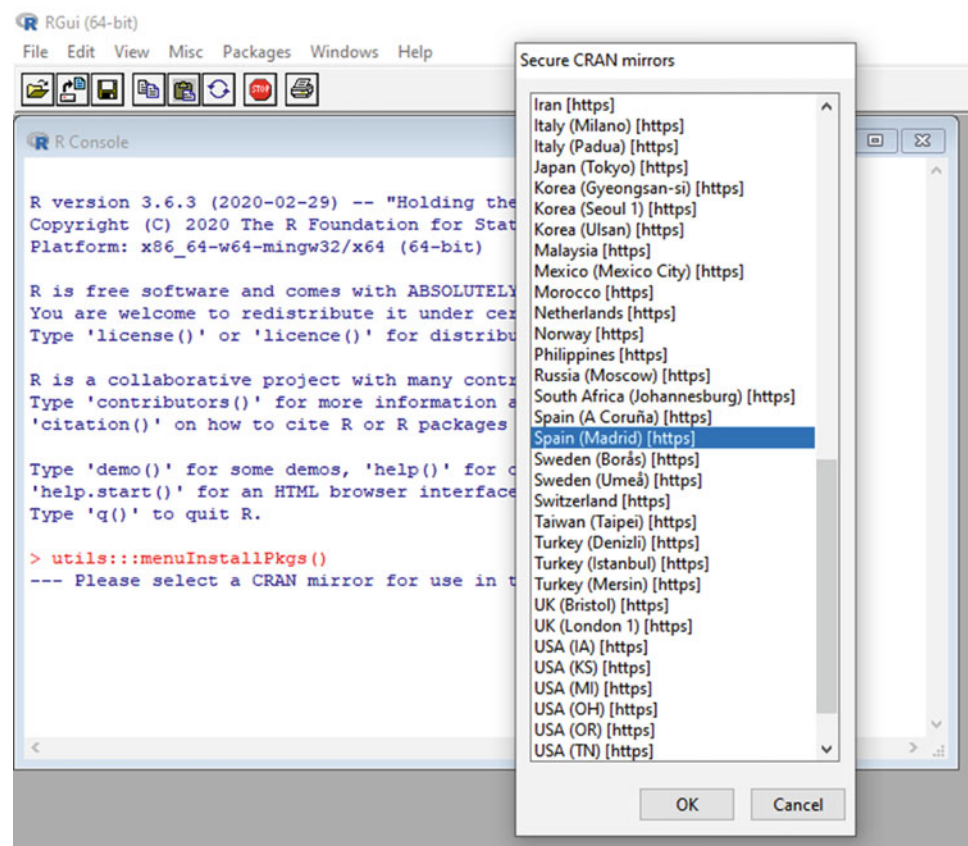 RGui (64-bit)
File Edit View Misc Packages Windows Help
STOP
R Console
R version 3.6.3 (2020-02-29) -- "Holding the
Copyright (C) 2020 The R Foundation for Stat
Platform: x86_64-w64-mingw32/x64 (64-bit)
R is free software and comes with ABSOLUTELY
You are welcome to redistribute it under cer
Type 'license()' or 'licence()' for distribu
R is a collaborative project with many contr
Type 'contributors()' for more information a
'citation()' on how to cite R or R packages
Type 'demo()' for some demos, 'help()' for o
'help.start()' for an HTML browser interface
Type 'q()' to quit R.
> utils:::menuInstallPkgs()
--- Please select a CRAN mirror for use in t
Secure CRAN mirrors
Iran [https]
Italy (Milano) [https]
Italy (Padua) [https]
Japan (Tokyo) [https]
Korea (Gyeongsan-si) [https]
Korea (Seoul 1) [https]
Korea (Ulsan) [https]
Malaysia [https]
Mexico (Mexico City) [https]
Morocco [https]
Netherlands [https]
Norway [https]
Philippines [https]
Russia (Moscow) [https]
South Africa (Johannesburg) [https]
Spain (A Coruña) [https]
Spain (Madrid) [https]
Sweden (Borås) [https]
Sweden (Umeå) [https]
Switzerland [https]
Taiwan (Taipei) [https]
Turkey (Denizli) [https]
Turkey (Istanbul) [https]
Turkey (Mersin) [https]
UK (Bristol) [https]
UK (London 1) [https]
USA (IA) [https]
USA (KS) [https]
USA (MI) [https]
USA (OH) [https]
USA (OR) [https]
USA (TN) [https]
OK Cancel